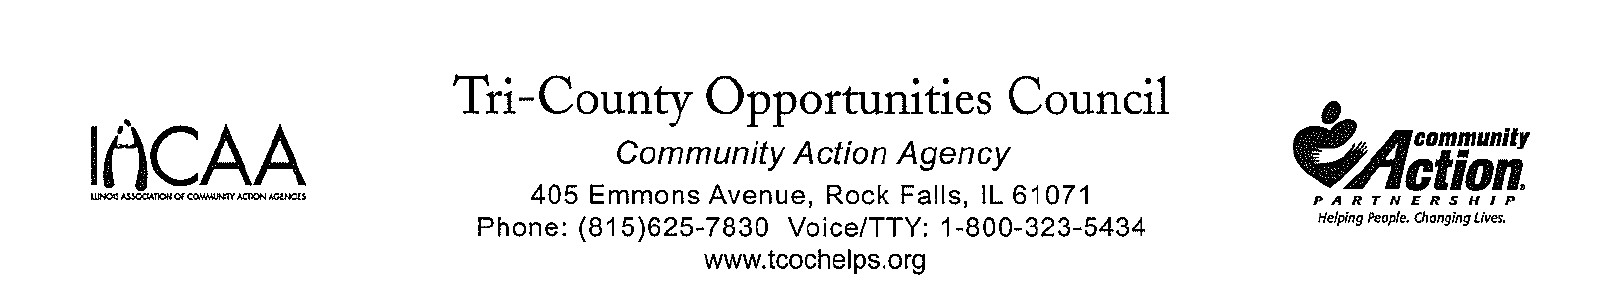 Tri-County Opportunities Council
Community Action Agency
405 Emmons Avenue, Rock Falls, IL 61071
Phone: (815)625-7830 Voice/TTY: 1-800-323-5434
www.tcochelps.org
IACAA
ILLINOIS ASSOCIATION OF COMMUNITY ACTION AGENCIES
community
Action®
PARTNERSHIP
Helping People. Changing Lives.